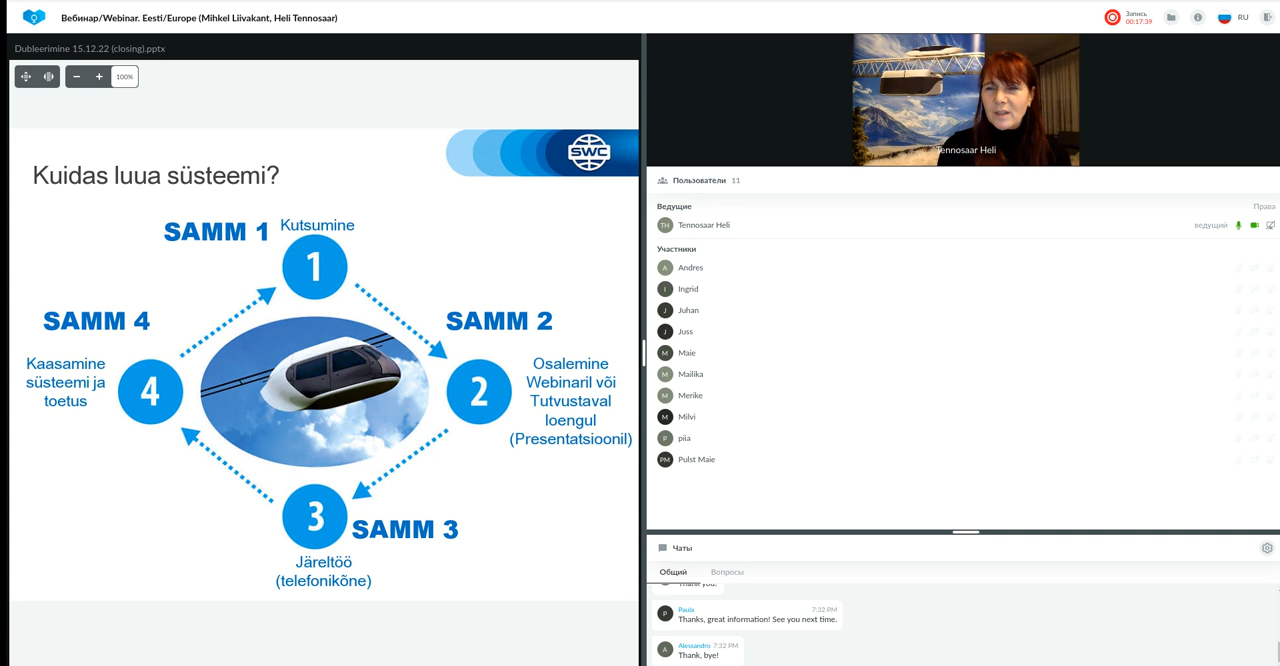 Вебинар/Webinar. Eesti/Europe (Mihkel Liivakant, Heli Tennosaar)
Запись
00:17:39
RU
Dubleerimine 15.12.22 (closing).pptx
100%
SWC
Kuidas luua süsteemi?
SAMM 1
Kutsumine
1
SAMM 4
SAMM 2
Kaasamine
süsteemi ja
toetus
4
2
Osalemine
Webinaril või
Tutvustaval
loengul
(Presentatsioonil)
3
SAMM 3
Järeltöö
(telefonikõne)
Tennosaar Heli
Пользователи 11
Ведущие
Права
TH
Tennosaar Heli
ведущий
Участники
A
Andres
I
Ingrid
J
Juhan
J
Juss
M
Maie
M
Mailika
M
Merike
M
Milvi
P
piia
PM
Pulst Maie
Чаты
Общий
Вопросы
Thank you!
P
Paula
7:32 PM
Thanks, great information! See you next time.
A
Alessandro
7:32 PM
Thank, bye!